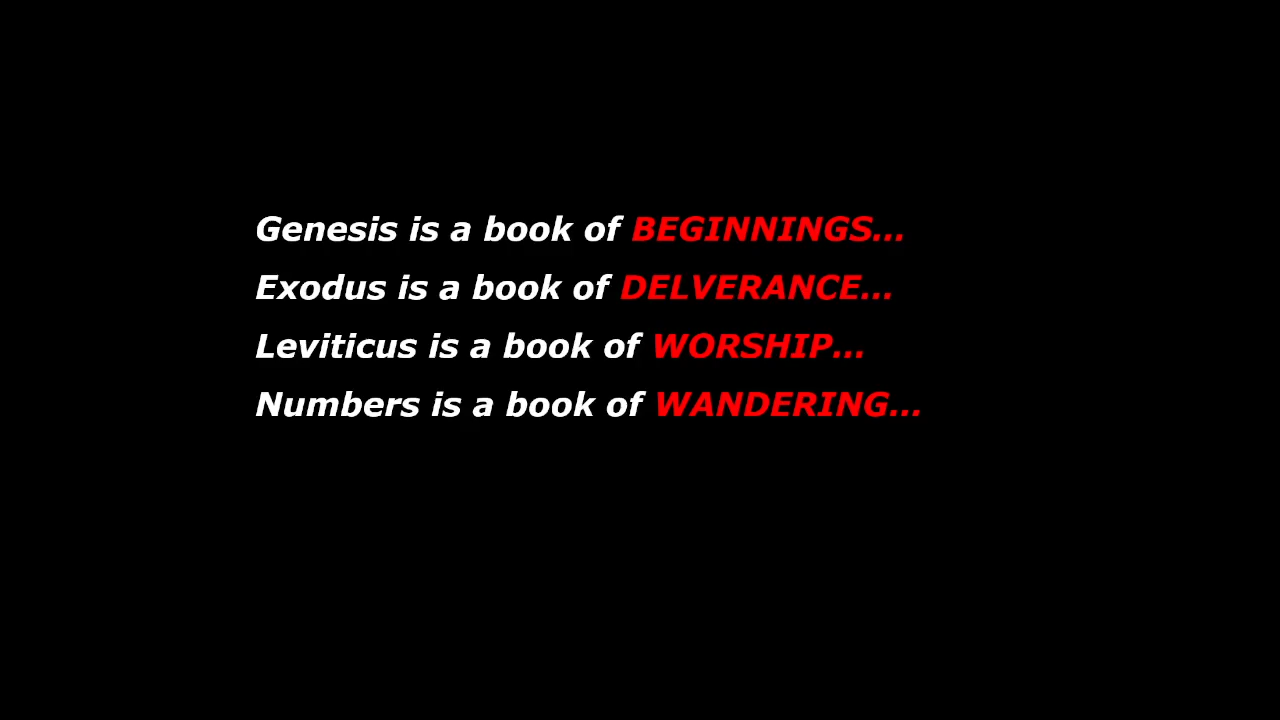 Genesis is a book of BEGINNINGS...
Exodus is a book of DELVERANCE...
Leviticus is a book of WORSHIP...
Numbers is a book of WANDERING...